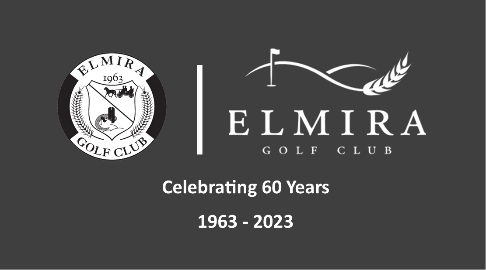 ELMIRA
1963
GOLF CLUB
ELMIRA
GOLF CLUB
Celebrating 60 Years
1963 - 2023